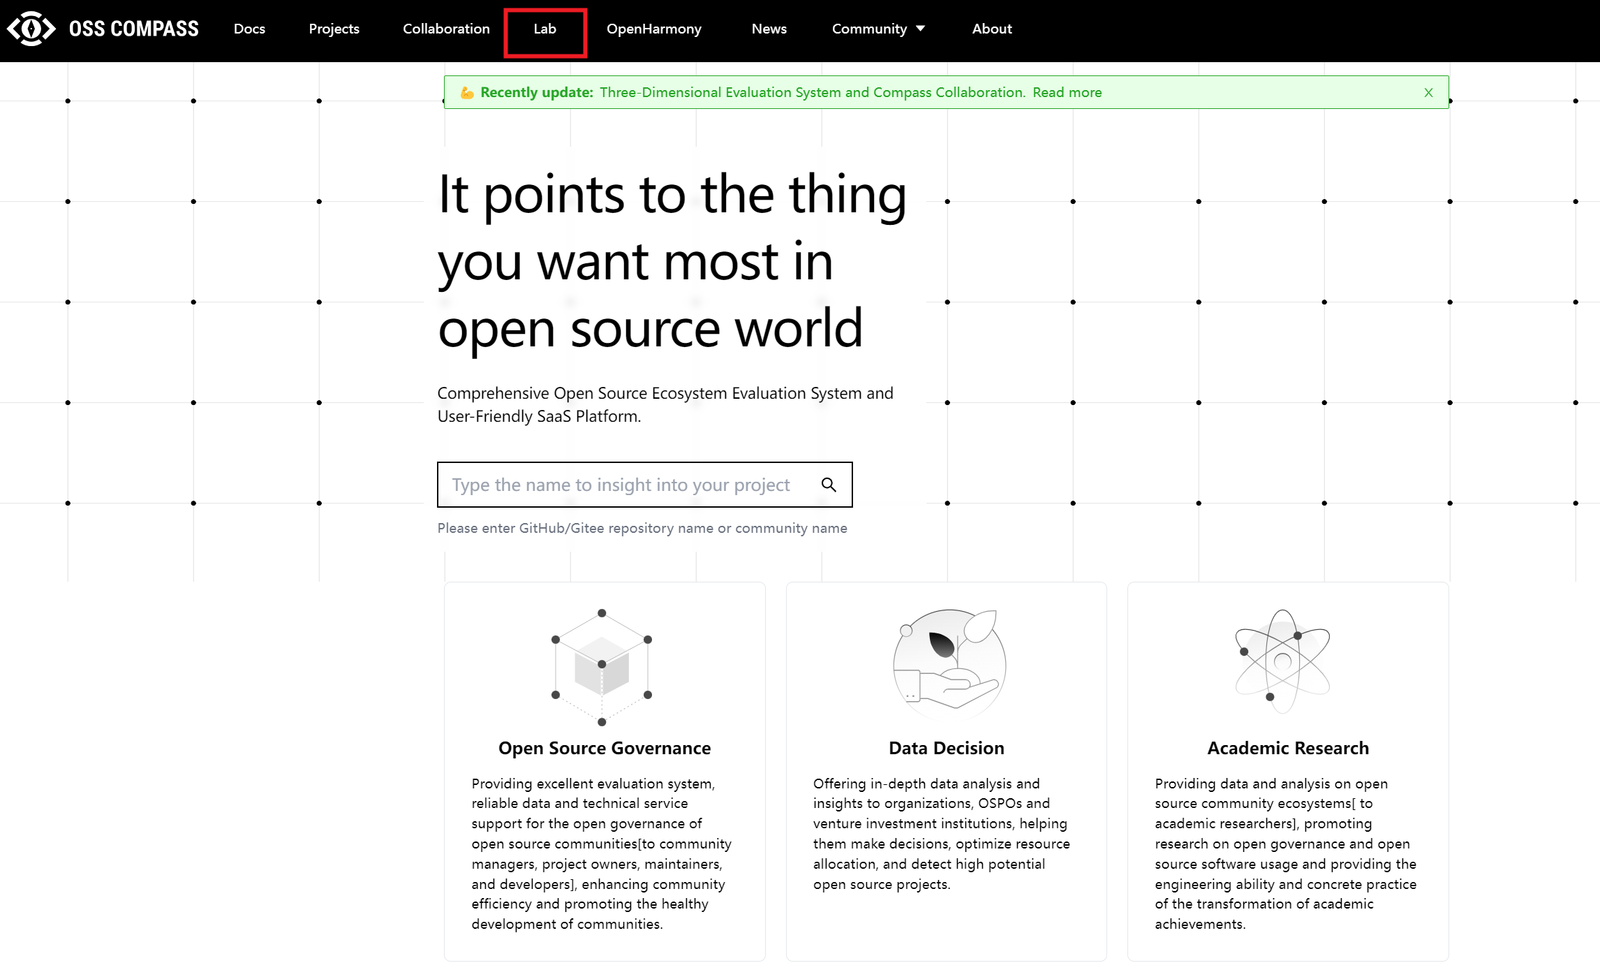 OSS COMPASS Docs Projects Collaboration Lab OpenHarmony News Community About
💪 Recently update: Three-Dimensional Evaluation System and Compass Collaboration. Read more X
It points to the thing
you want most in
open source world
Comprehensive Open Source Ecosystem Evaluation System and
User-Friendly SaaS Platform.
Type the name to insight into your project
Please enter GitHub/Gitee repository name or community name
Open Source Governance
Providing excellent evaluation system,
reliable data and technical service
support for the open governance of
open source communities[to community
managers, project owners, maintainers,
and developers], enhancing community
efficiency and promoting the healthy
development of communities.
Data Decision
Offering in-depth data analysis and
insights to organizations, OSPOs and
venture investment institutions, helping
them make decisions, optimize resource
allocation, and detect high potential
open source projects.
Academic Research
Providing data and analysis on open
source community ecosystems[ to
academic researchers], promoting
research on open governance and open
source software usage and providing the
engineering ability and concrete practice
of the transformation of academic
achievements.